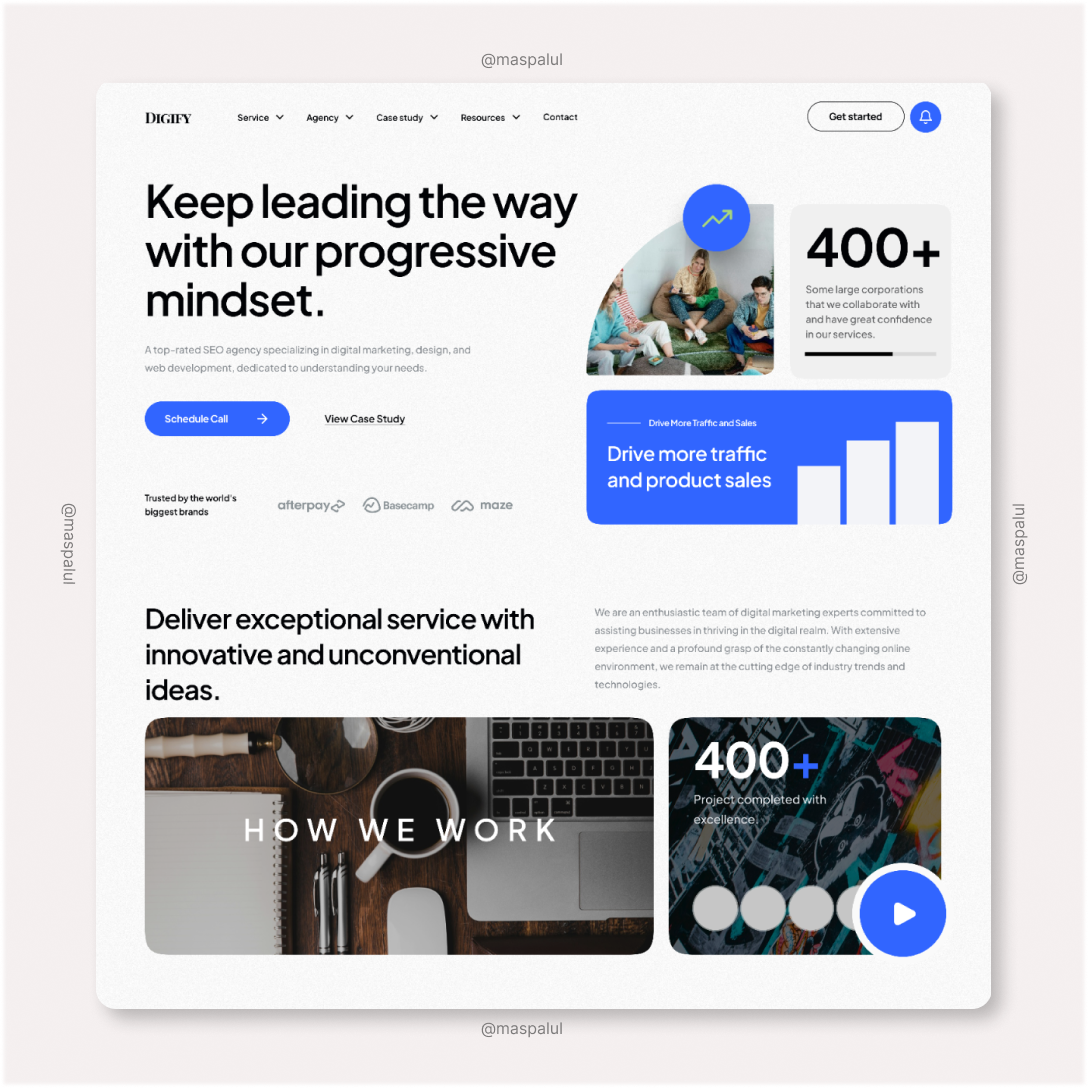 @maspalul
DIGIFY
Service
Agency
Case study
Resources
Contact
Get started
Keep leading the way
with our progressive
mindset.
A top-rated SEO agency specializing in digital marketing, design, and
web development, dedicated to understanding your needs.
Schedule Call
View Case Study
Trusted by the world's
biggest brands
afterpay
Basecamp
maze
400+
Some large corporations
that we collaborate with
and have great confidence
in our services.
Drive More Traffic and Sales
Drive more traffic
and product sales
@maspalul
@maspalul
Deliver exceptional service with
innovative and unconventional
ideas.
We are an enthusiastic team of digital marketing experts committed to
assisting businesses in thriving in the digital realm. With extensive
experience and a profound grasp of the constantly changing online
environment, we remain at the cutting edge of industry trends and
technologies.
HOW WE WORK
400+
Project completed with
excellence.
@maspalul